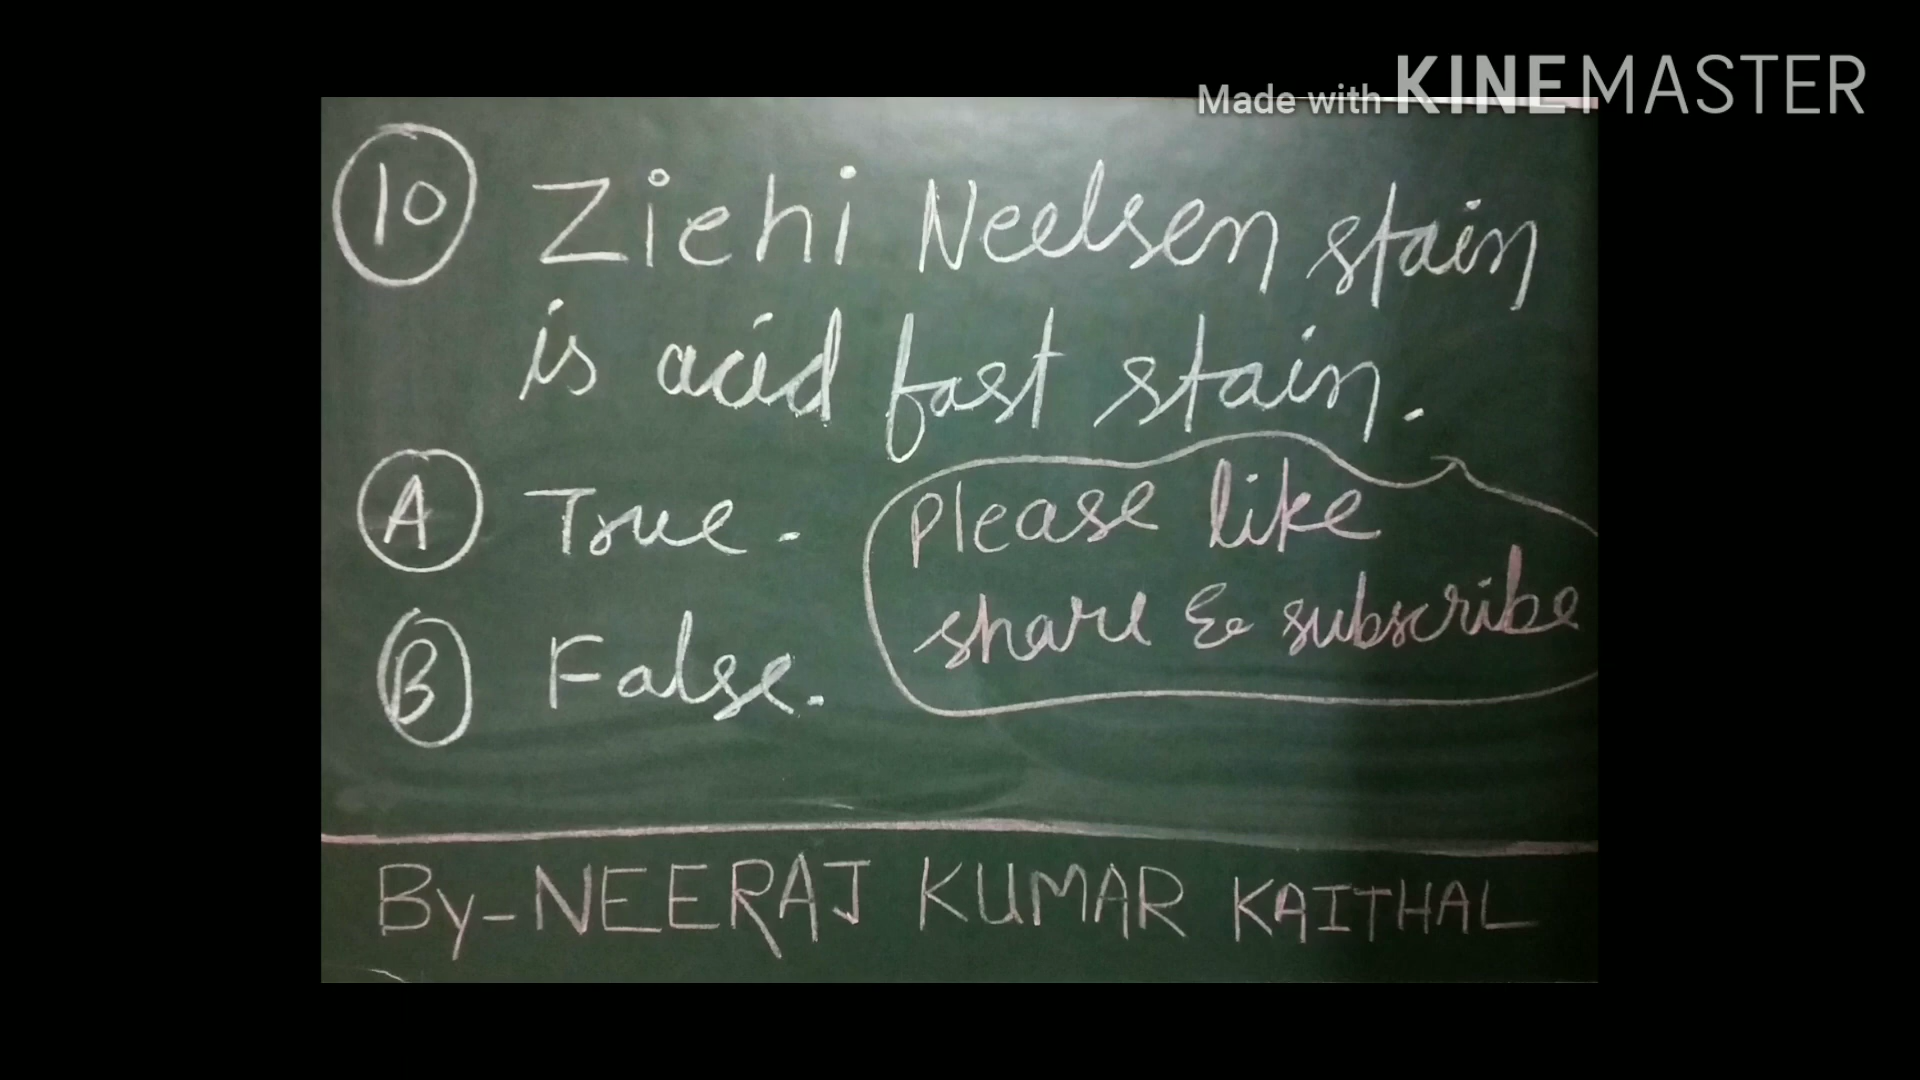 Made with KINEMASTER
10 Ziehi Neelsen stain
is acid fast stain.
A True.
B False.
Please like
share & subscribe
By-NEERAJ KUMAR KAITHAL